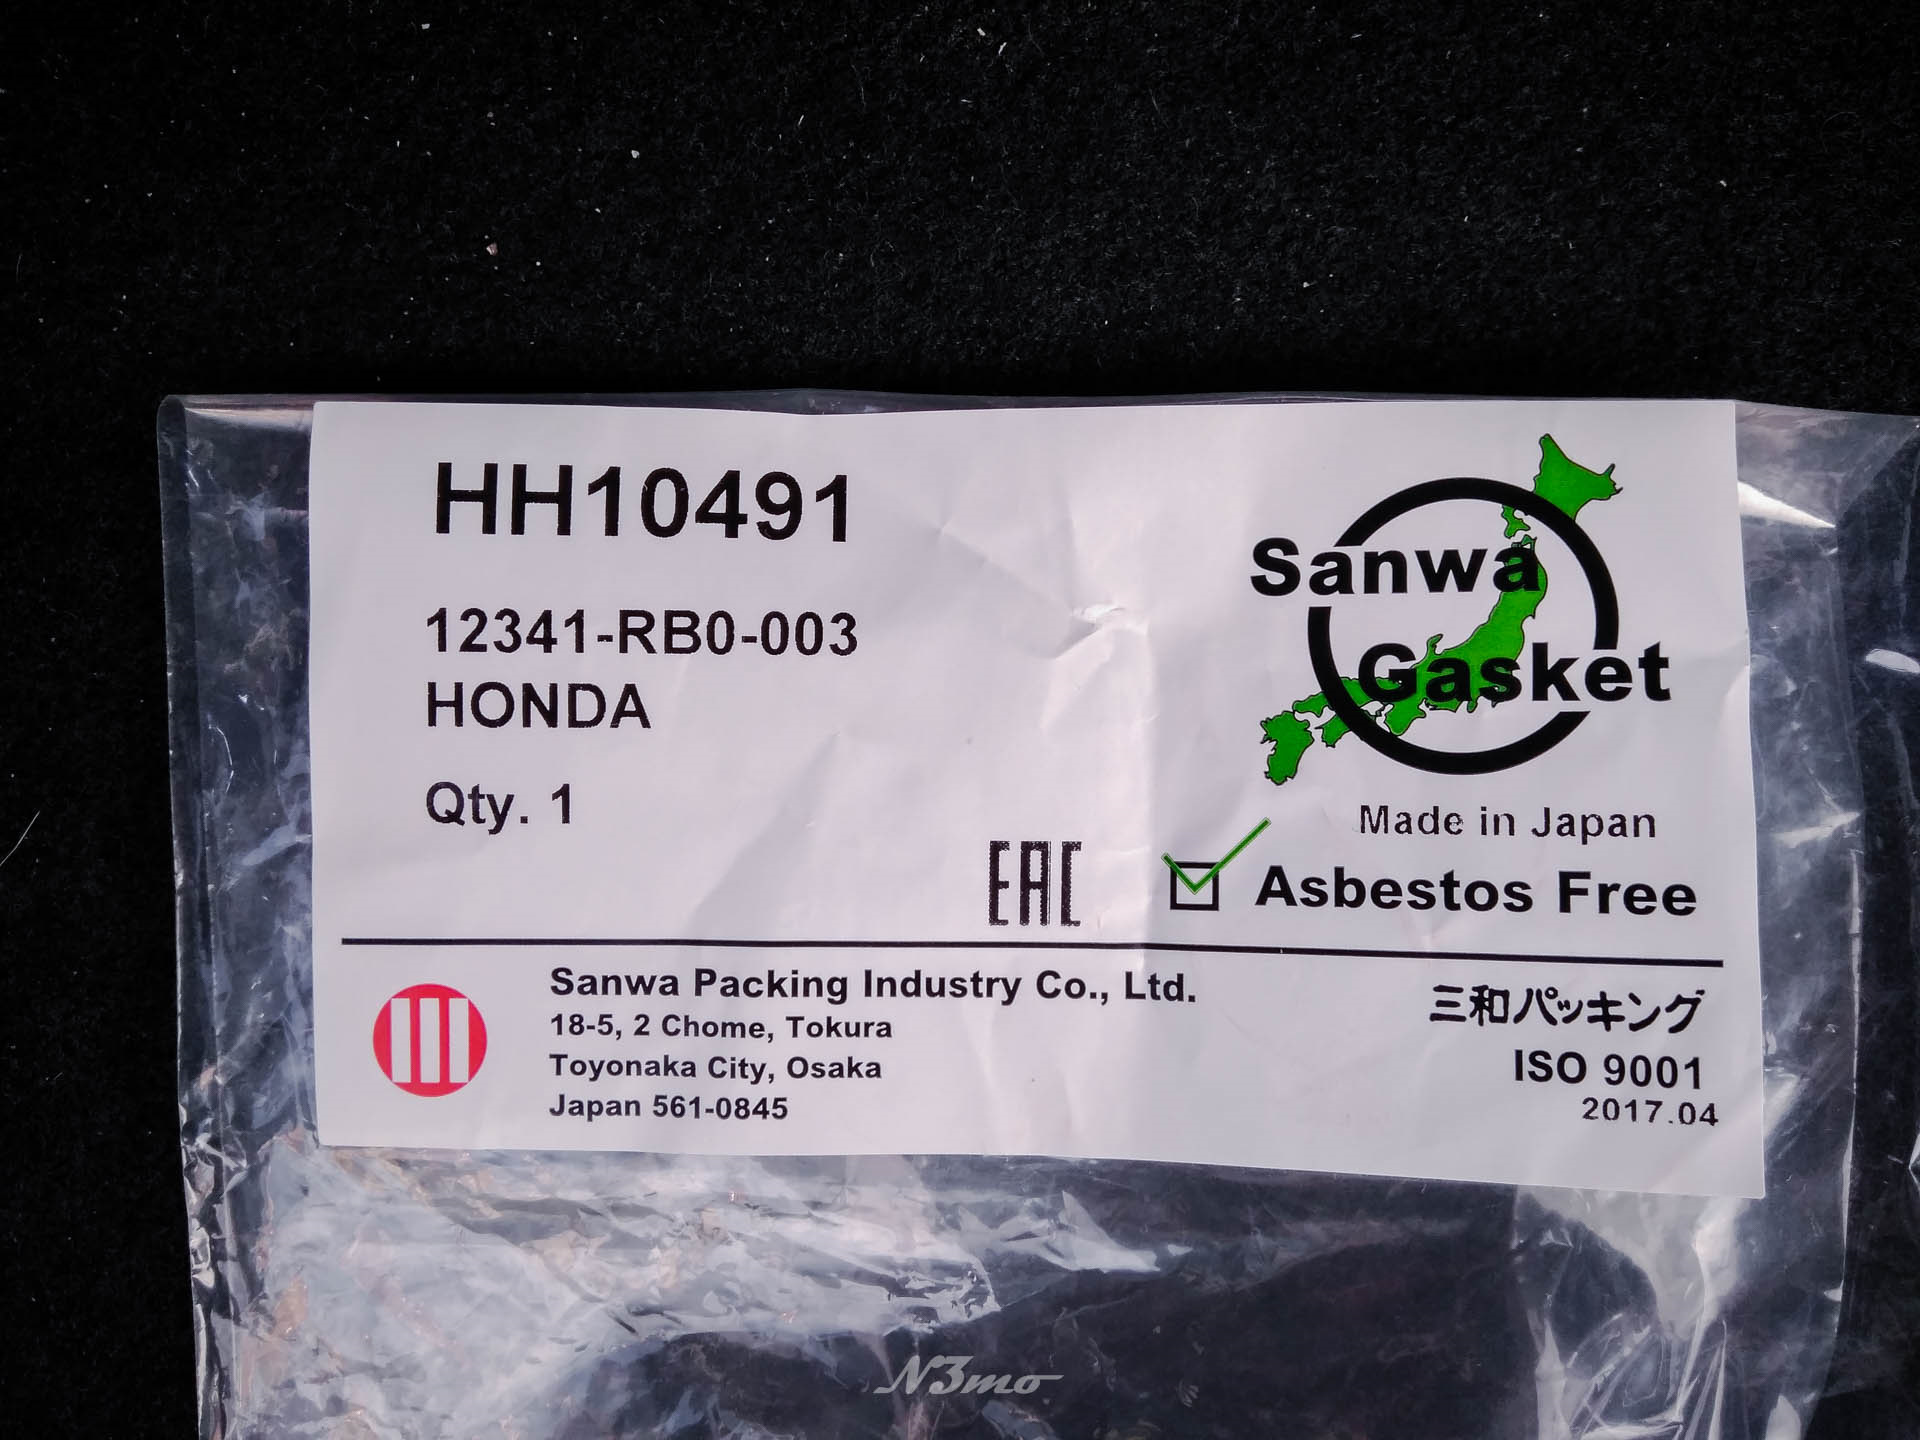 HH10491
12341-RB0-003
HONDA
Qty. 1
Sanwa
Gasket
Made in Japan
EAC
Asbestos Free
Sanwa Packing Industry Co., Ltd.
18-5, 2 Chome, Tokura
Toyonaka City, Osaka
Japan 561-0845
三和パッキング
ISO 9001
2017.04
N3mo